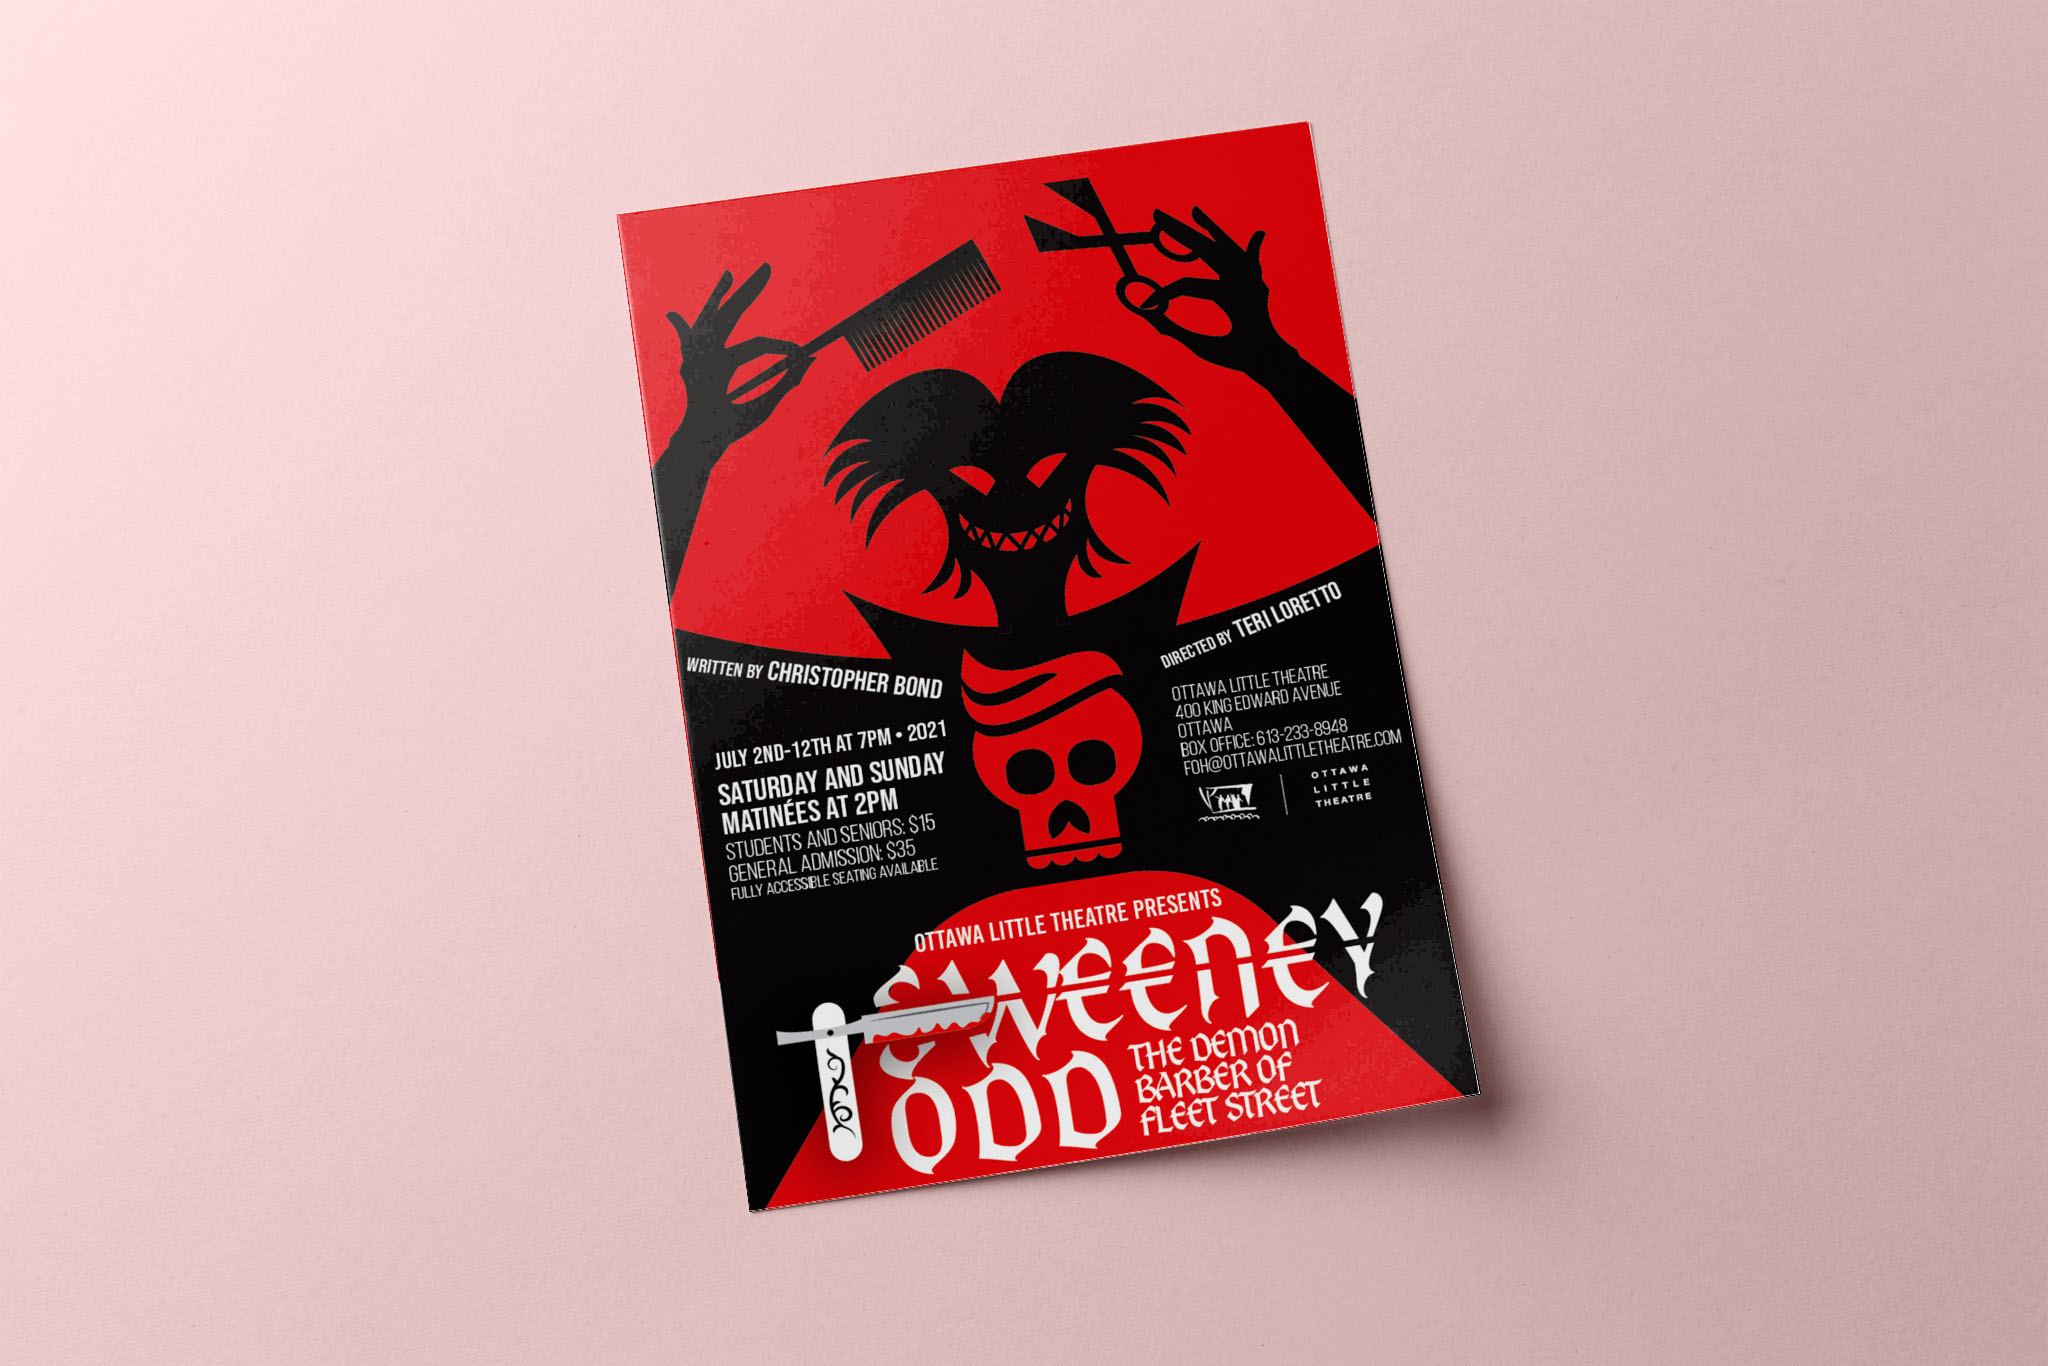 WRITTEN BY CHRISTOPHER BOND
JULY 2ND-12TH AT 7PM • 2021
SATURDAY AND SUNDAY
MATINÉES AT 2PM
STUDENTS AND SENIORS: $15
GENERAL ADMISSION: $35
FULLY ACCESSIBLE SEATING AVAILABLE
DIRECTED BY TERI LORETTO
OTTAWA LITTLE THEATRE
400 KING EDWARD AVENUE
OTTAWA
BOX OFFICE: 613-233-8948
FOH@OTTAWALITTLETHEATRE.COM
OTTAWA
LITTLE
THEATRE
OTTAWA LITTLE THEATRE PRESENTS
SWEENEY
TODD
THE DEMON
BARBER OF
FLEET STREET